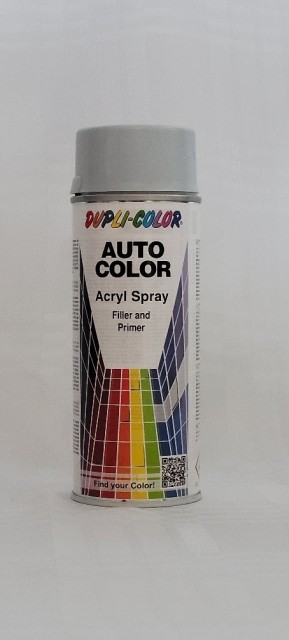 DUPLI-COLOR
AUTO
COLOR
Acryl Spray
Filler and
Primer
Find your Color!